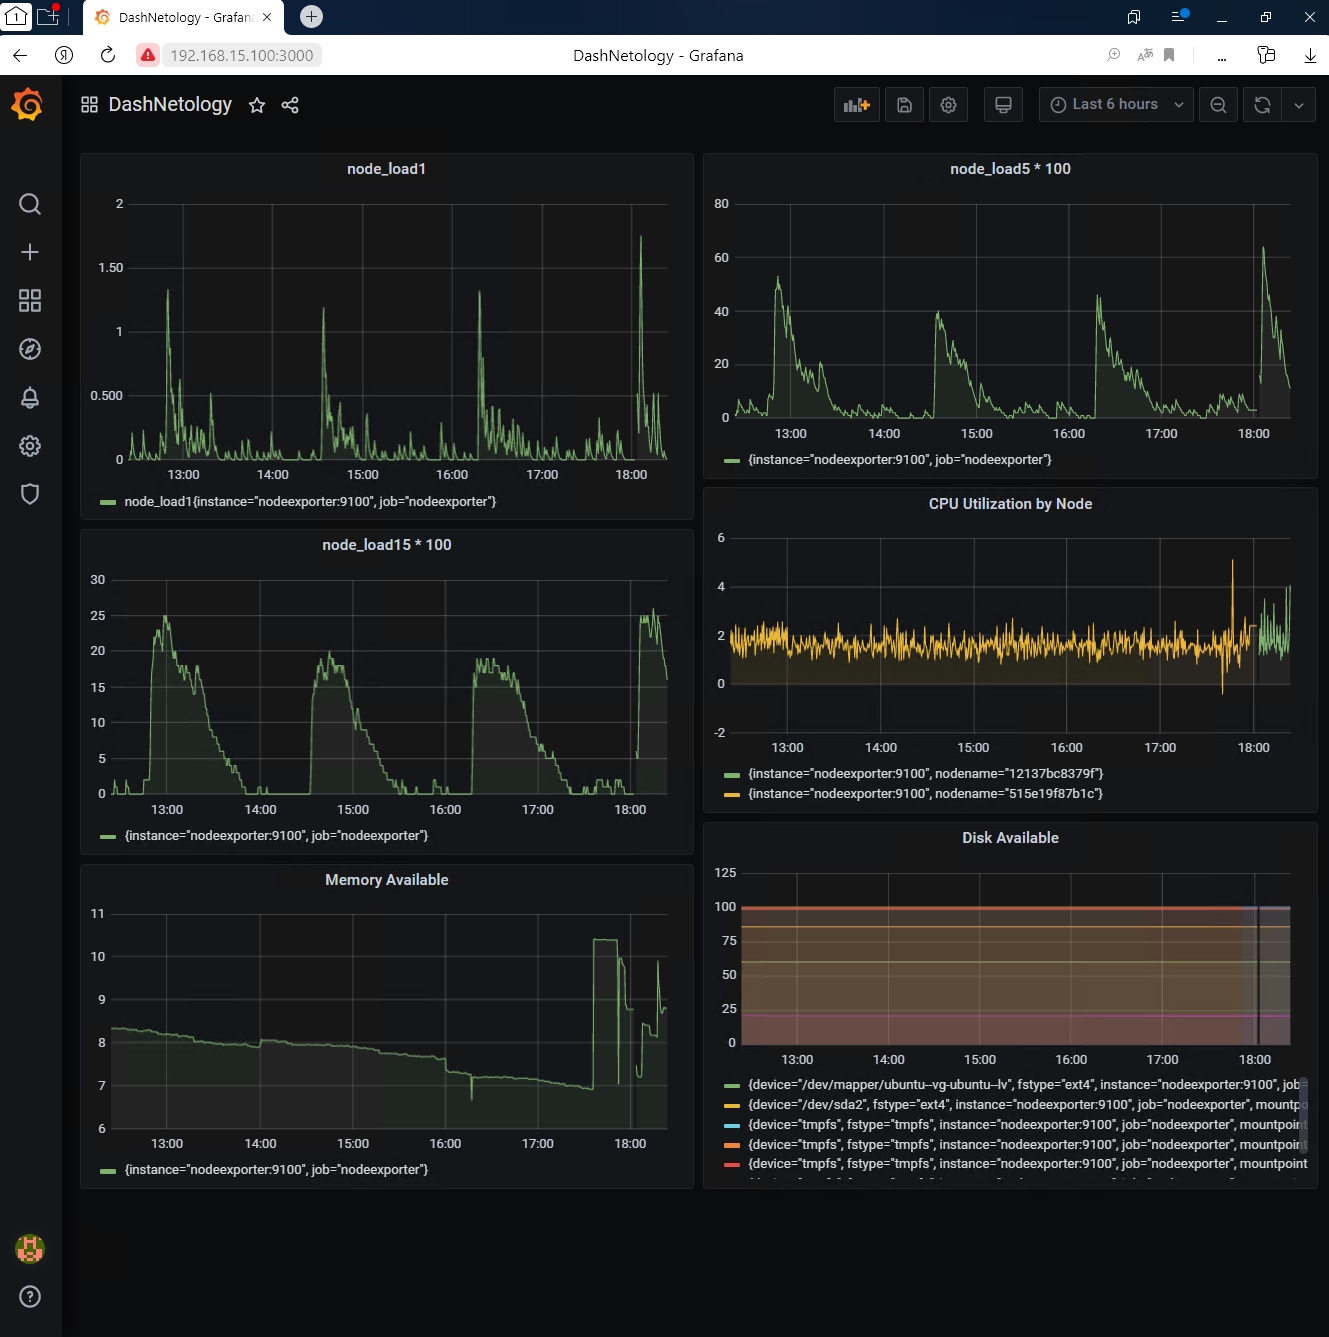 1
DashNetology - Grafana
Я
192.168.15.100:3000
DashNetology - Grafana
DashNetology
Last 6 hours
node_load1
2
1.50
1
0.500
0
13:00 14:00 15:00 16:00 17:00 18:00
node_load1{instance="nodeexporter:9100", job="nodeexporter"}
node_load5 * 100
80
60
40
20
0
13:00 14:00 15:00 16:00 17:00 18:00
{instance="nodeexporter:9100", job="nodeexporter"}
node_load15 * 100
30
25
20
15
10
5
0
13:00 14:00 15:00 16:00 17:00 18:00
{instance="nodeexporter:9100", job="nodeexporter"}
CPU Utilization by Node
6
4
2
0
-2
13:00 14:00 15:00 16:00 17:00 18:00
{instance="nodeexporter:9100", nodename="12137bc8379f"}
{instance="nodeexporter:9100", nodename="515e19f87b1c"}
Memory Available
11
10
9
8
7
6
13:00 14:00 15:00 16:00 17:00 18:00
{instance="nodeexporter:9100", job="nodeexporter"}
Disk Available
125
100
75
50
25
0
13:00 14:00 15:00 16:00 17:00 18:00
{device="/dev/mapper/ubuntu--vg-ubuntu--lv", fstype="ext4", instance="nodeexporter:9100", job=
{device="/dev/sda2", fstype="ext4", instance="nodeexporter:9100", job="nodeexporter", mountpo
{device="tmpfs", fstype="tmpfs", instance="nodeexporter:9100", job="nodeexporter", mountpoint
{device="tmpfs", fstype="tmpfs", instance="nodeexporter:9100", job="nodeexporter", mountpoint
{device="tmpfs", fstype="tmpfs", instance="nodeexporter:9100", job="nodeexporter", mountpoint